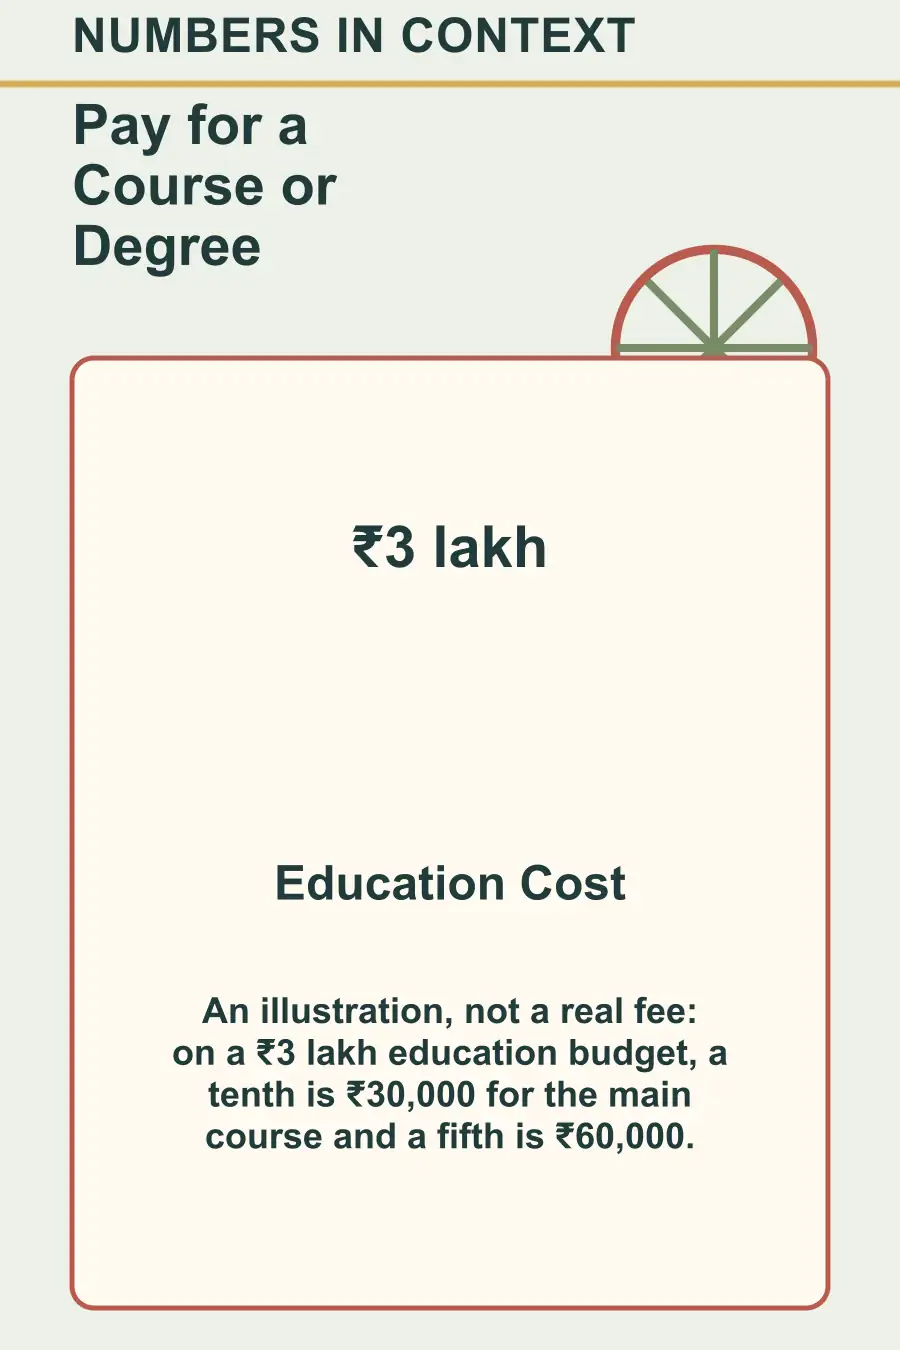 NUMBERS IN CONTEXT
Pay for a
Course or
Degree
₹3 lakh
Education Cost
An illustration, not a real fee:
on a ₹3 lakh education budget, a
tenth is ₹30,000 for the main
course and a fifth is ₹60,000.